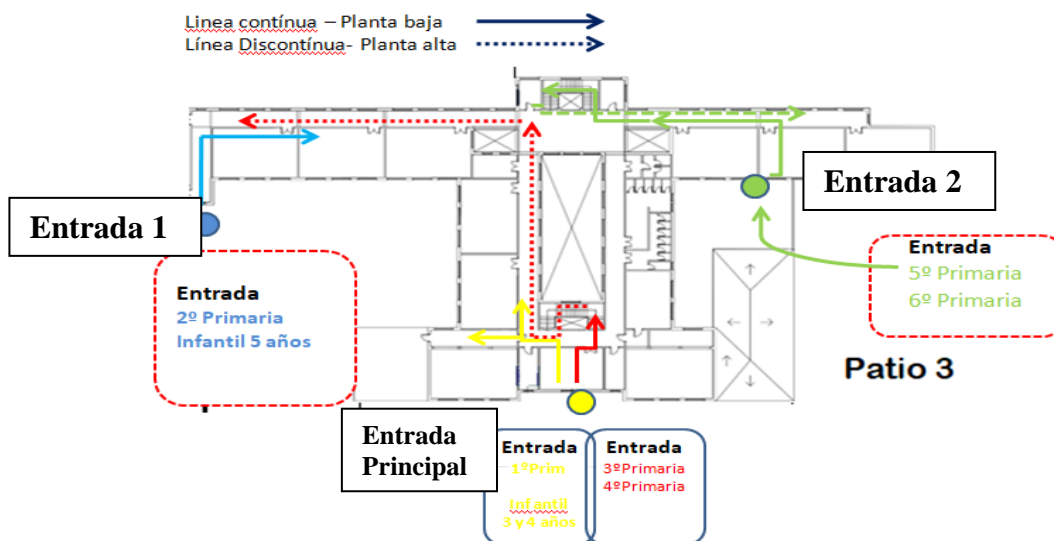 Linea contínua – Planta baja
Línea Discontínua- Planta alta
Entrada 1
Entrada 2
Entrada
2º Primaria
Infantil 5 años
Entrada
5º Primaria
6º Primaria
Patio 3
Entrada
Principal
Entrada
1ºPrim
Infantil
3 y 4 años
Entrada
3ºPrimaria
4ºPrimaria